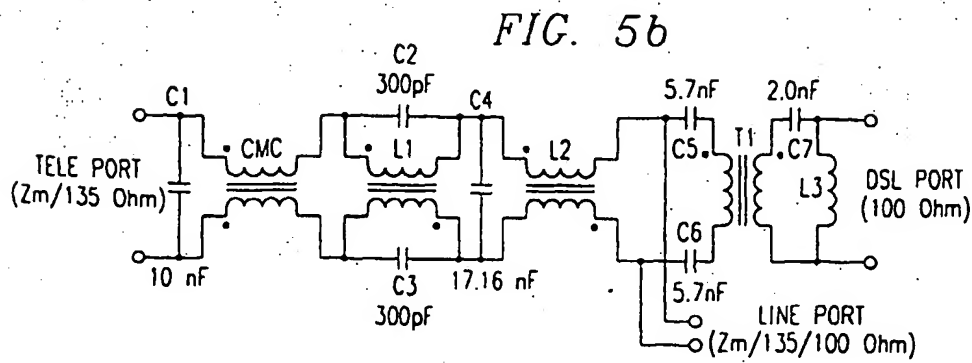 FIG. 5b
C2
300pF
C1
CMC
L1
C4
L2
5.7nF
2.0nF
C5
T1
C7
L3
TELE PORT
(Zm/135 Ohm)
DSL PORT
(100 Ohm)
10 nF
C3
300pF
17.16 nF
C6
5.7nF
LINE PORT
(Zm/135/100 Ohm)